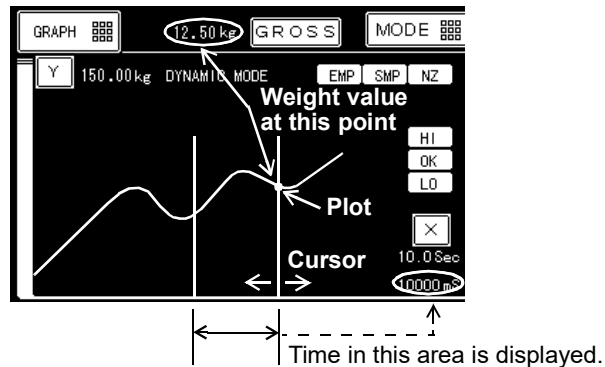 GRAPH 12.50kg GROSS MODE
Y 150.00kg DYNAMIC MODE EMP SMP NZ
Weight value
at this point
HI
OK
LO
Plot
X
Cursor
10.0Sec
10000mS
Time in this area is displayed.